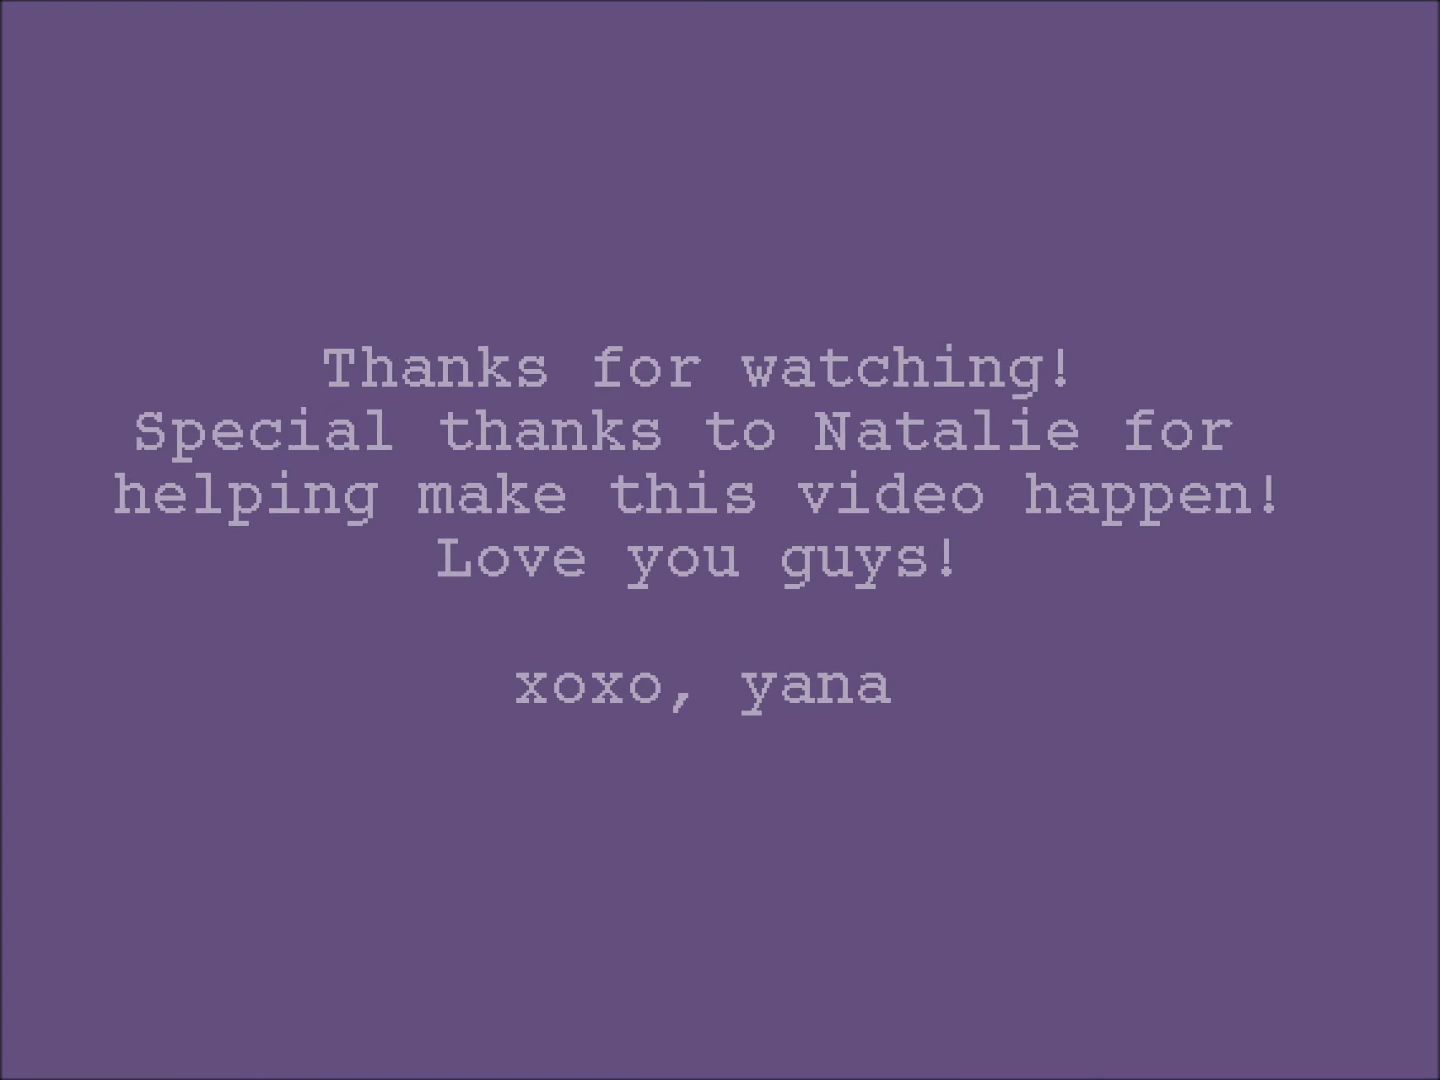 Thanks for watching!
Special thanks to Natalie for
helping make this video happen!
Love you guys!
xoxo, yana